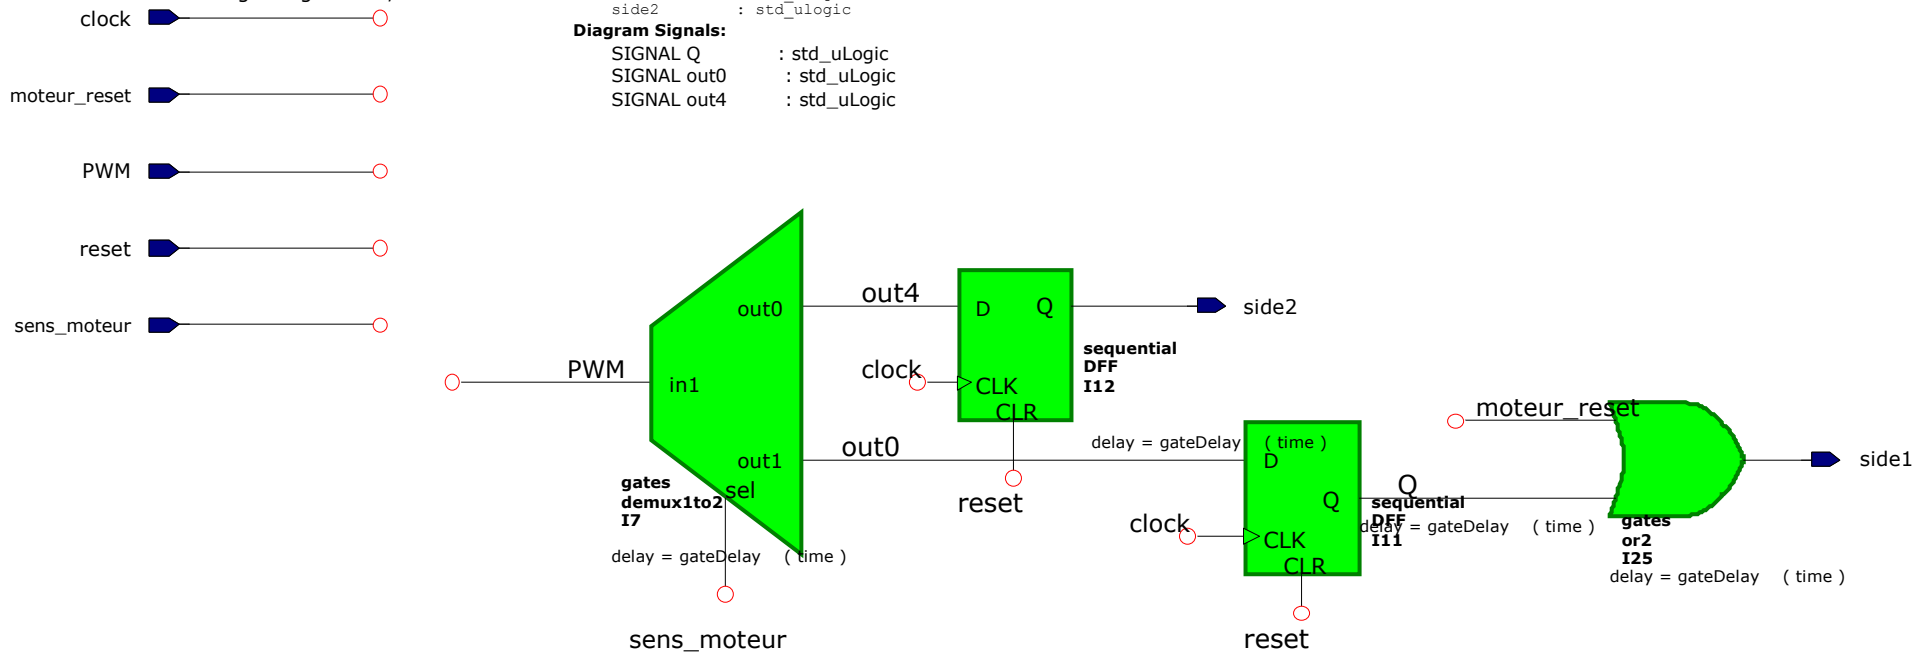 clock
side2 : std_ulogic
Diagram Signals:
SIGNAL Q : std_uLogic
SIGNAL out0 : std_uLogic
SIGNAL out4 : std_uLogic
moteur_reset
PWM
reset
sens_moteur
out0
out4
D
Q
side2
sequential
DFF
I12
clock
CLK
CLR
PWM
in1
moteur_reset
out1
out0
delay = gateDelay ( time )
D
side1
sel
gates
demux1to2
I7
reset
Q
Q
sequential
DFF
I11
delay = gateDelay ( time )
clock
CLK
CLR
gates
or2
I25
delay = gateDelay ( time )
delay = gateDelay ( time )
sens_moteur
reset